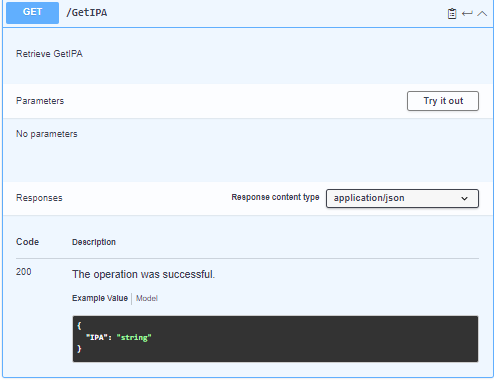 GET /GetIPA
Retrieve GetIPA
Parameters Try it out
No parameters
Responses Response content type application/json
Code Description
200 The operation was successful.
Example Value Model
{
"IPA": "string"
}